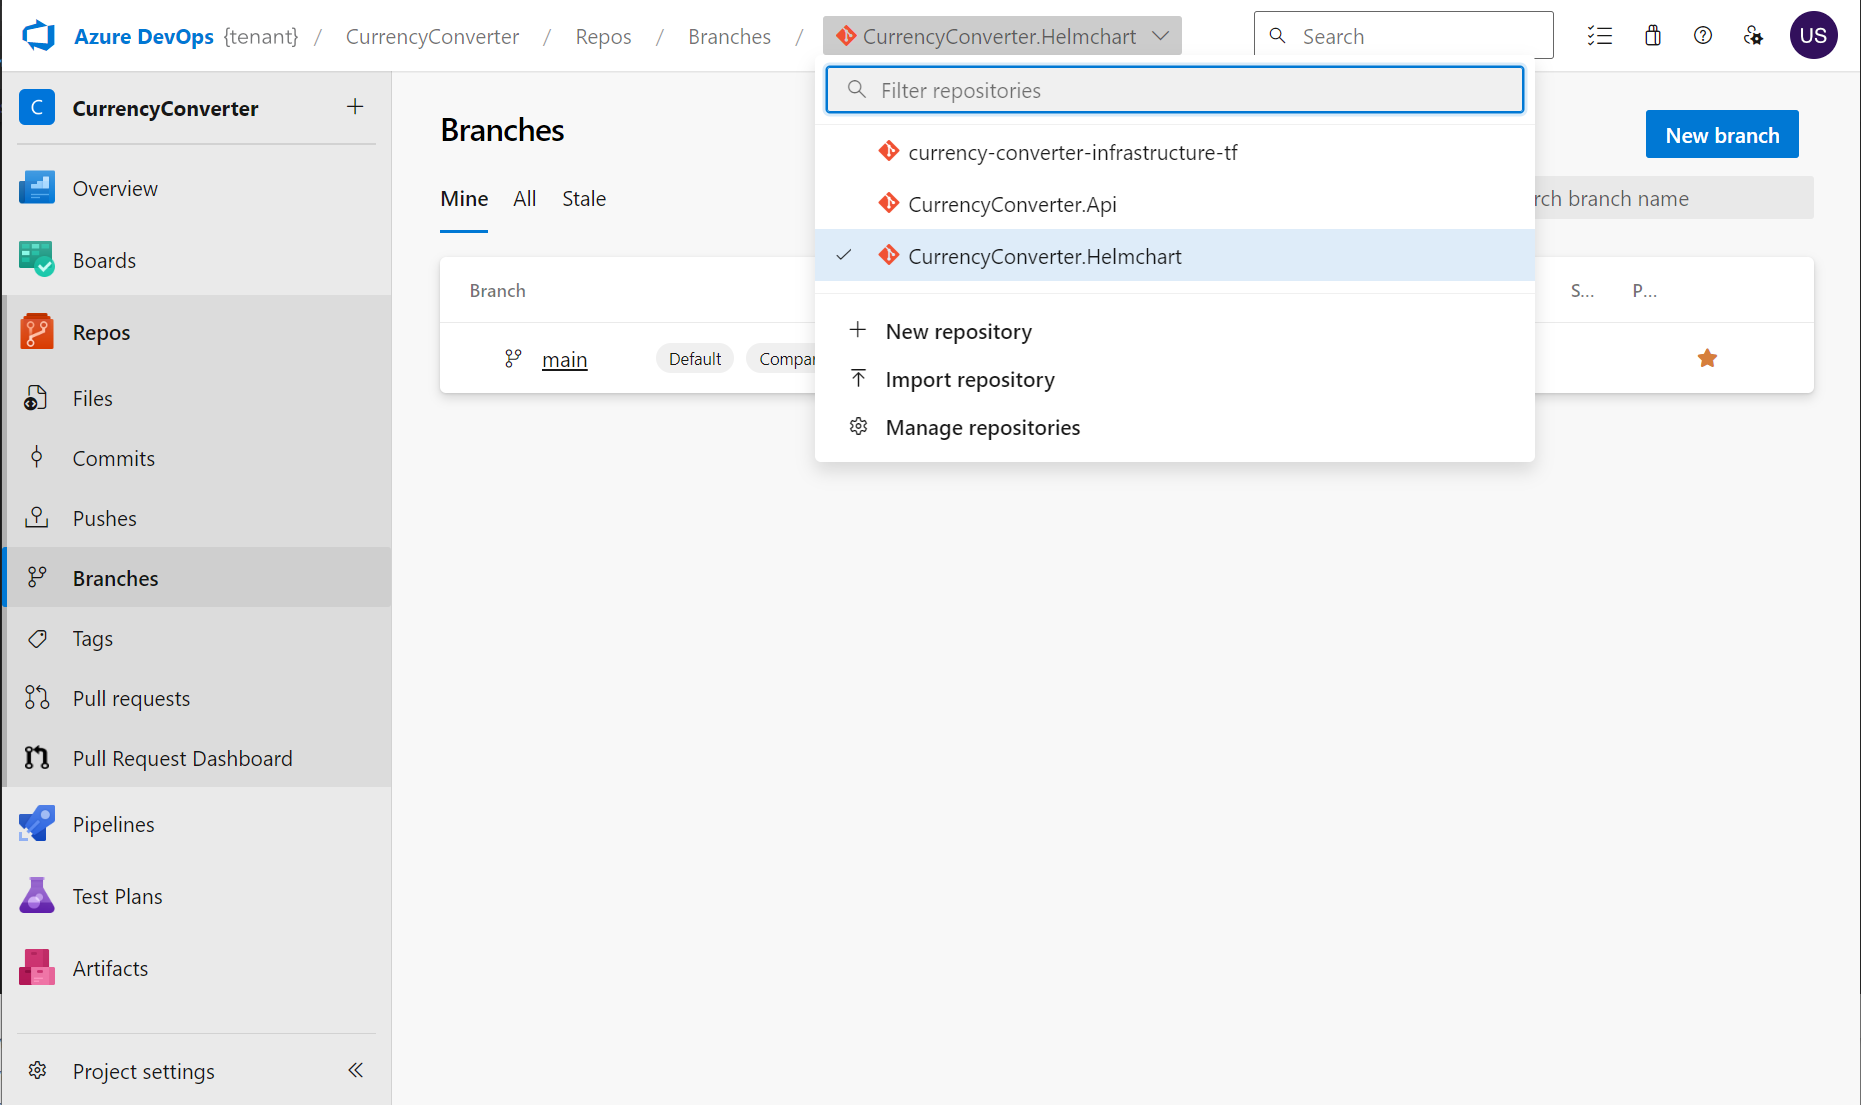 Azure DevOps {tenant} / CurrencyConverter / Repos / Branches / CurrencyConverter.Helmchart
Search
US
C CurrencyConverter +
Overview
Boards
Repos
Files
Commits
Pushes
Branches
Tags
Pull requests
Pull Request Dashboard
Pipelines
Test Plans
Artifacts
Project settings
Branches
New branch
Mine All Stale
rch branch name
Branch
S... P...
main Default Compar
Filter repositories
currency-converter-infrastructure-tf
CurrencyConverter.Api
CurrencyConverter.Helmchart
New repository
Import repository
Manage repositories